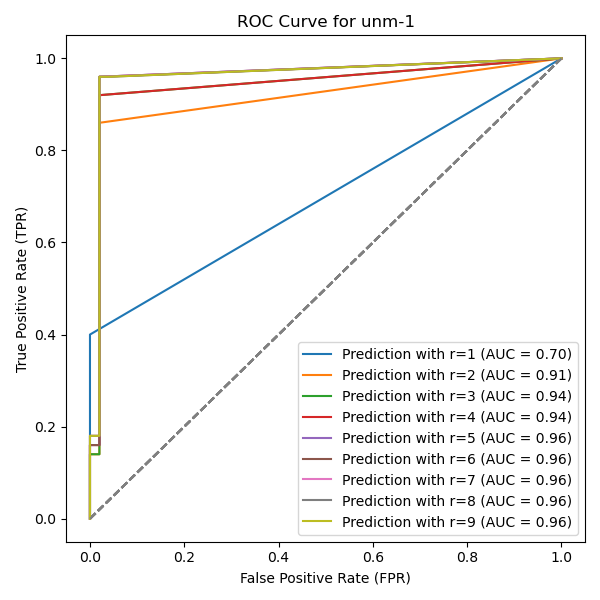 ROC Curve for unm-1
True Positive Rate (TPR)
1.0
0.8
0.6
0.4
0.2
0.0
Prediction with r=1 (AUC = 0.70)
Prediction with r=2 (AUC = 0.91)
Prediction with r=3 (AUC = 0.94)
Prediction with r=4 (AUC = 0.94)
Prediction with r=5 (AUC = 0.96)
Prediction with r=6 (AUC = 0.96)
Prediction with r=7 (AUC = 0.96)
Prediction with r=8 (AUC = 0.96)
Prediction with r=9 (AUC = 0.96)
0.0 0.2 0.4 0.6 0.8 1.0
False Positive Rate (FPR)